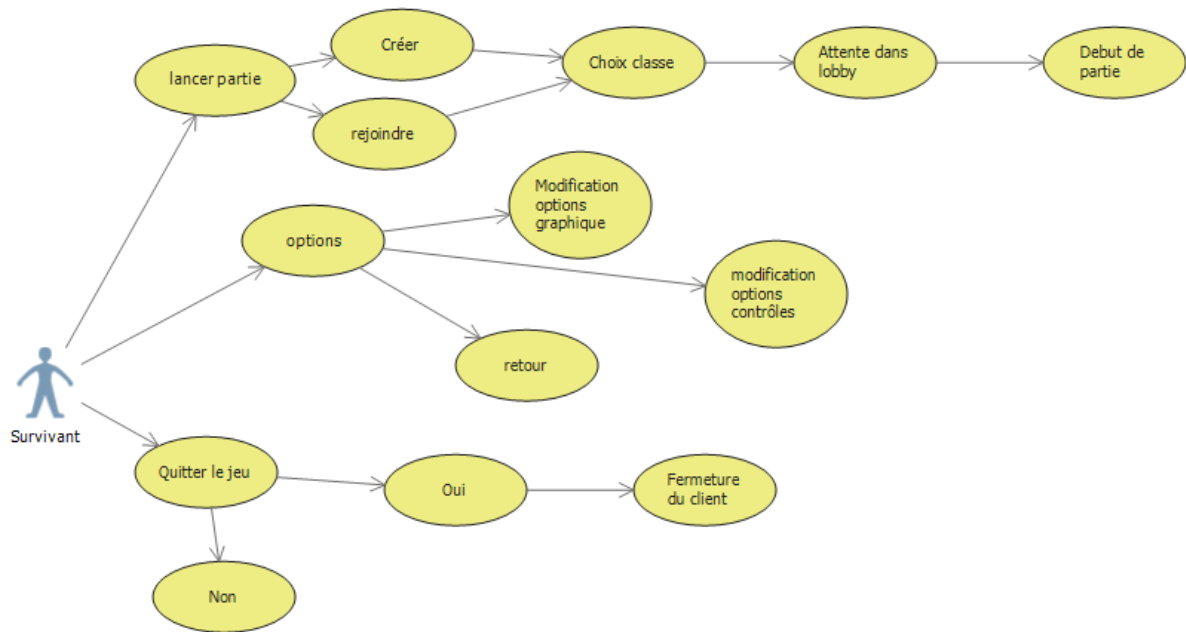 Créer
lancer partie
rejoindre
Choix classe
Attente dans
lobby
Debut de
partie
Modification
options
graphique
options
modification
options
contrôles
retour
Survivant
Quitter le jeu
Oui
Fermeture
du client
Non